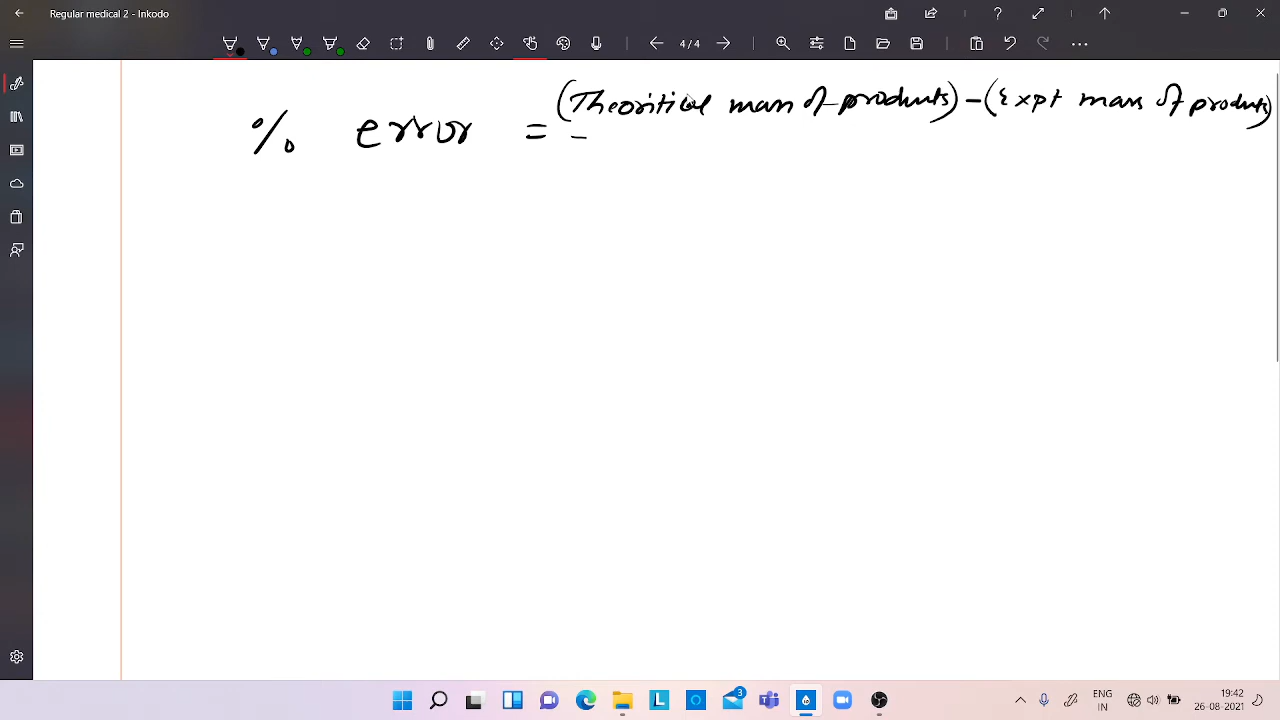 Regular medical 2 - Inkodo
4/4
(Theoritical mass of products) - (Expt mass of products)
% error =
3
ENG
IN
19:42
26-08-2021